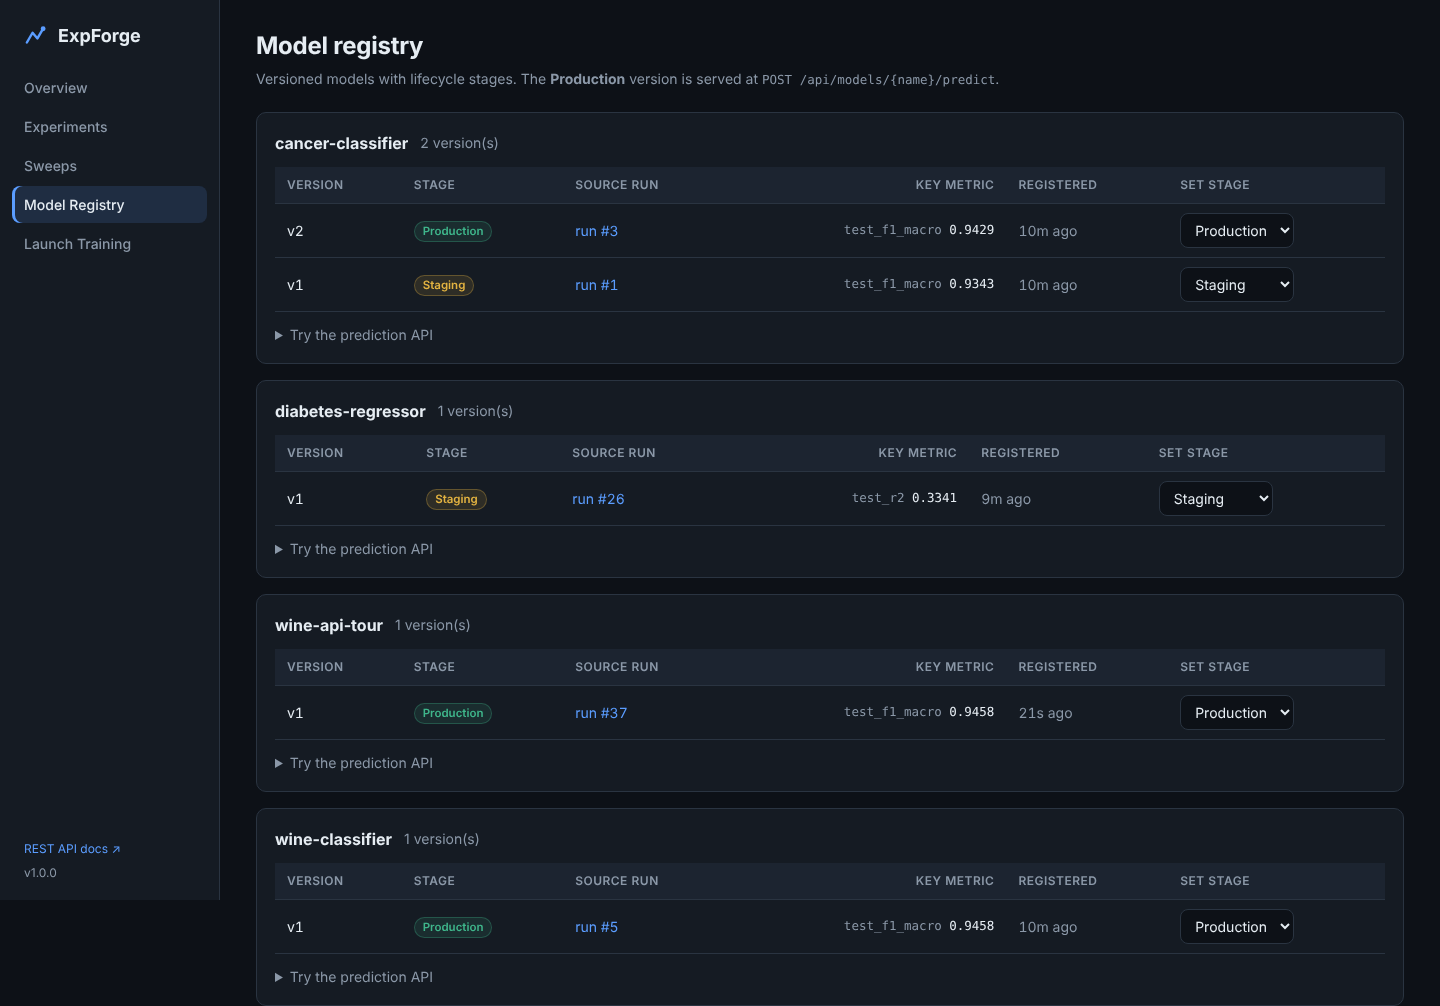 ExpForge
Overview
Experiments
Sweeps
Model Registry
Launch Training
REST API docs ↗
v1.0.0
Model registry
Versioned models with lifecycle stages. The Production version is served at POST /api/models/{name}/predict.
cancer-classifier 2 version(s)
VERSION STAGE SOURCE RUN KEY METRIC REGISTERED SET STAGE
v2 Production run #3 test_f1_macro 0.9429 10m ago Production
v1 Staging run #1 test_f1_macro 0.9343 10m ago Staging
Try the prediction API
diabetes-regressor 1 version(s)
VERSION STAGE SOURCE RUN KEY METRIC REGISTERED SET STAGE
v1 Staging run #26 test_r2 0.3341 9m ago Staging
Try the prediction API
wine-api-tour 1 version(s)
VERSION STAGE SOURCE RUN KEY METRIC REGISTERED SET STAGE
v1 Production run #37 test_f1_macro 0.9458 21s ago Production
Try the prediction API
wine-classifier 1 version(s)
VERSION STAGE SOURCE RUN KEY METRIC REGISTERED SET STAGE
v1 Production run #5 test_f1_macro 0.9458 10m ago Production
Try the prediction API